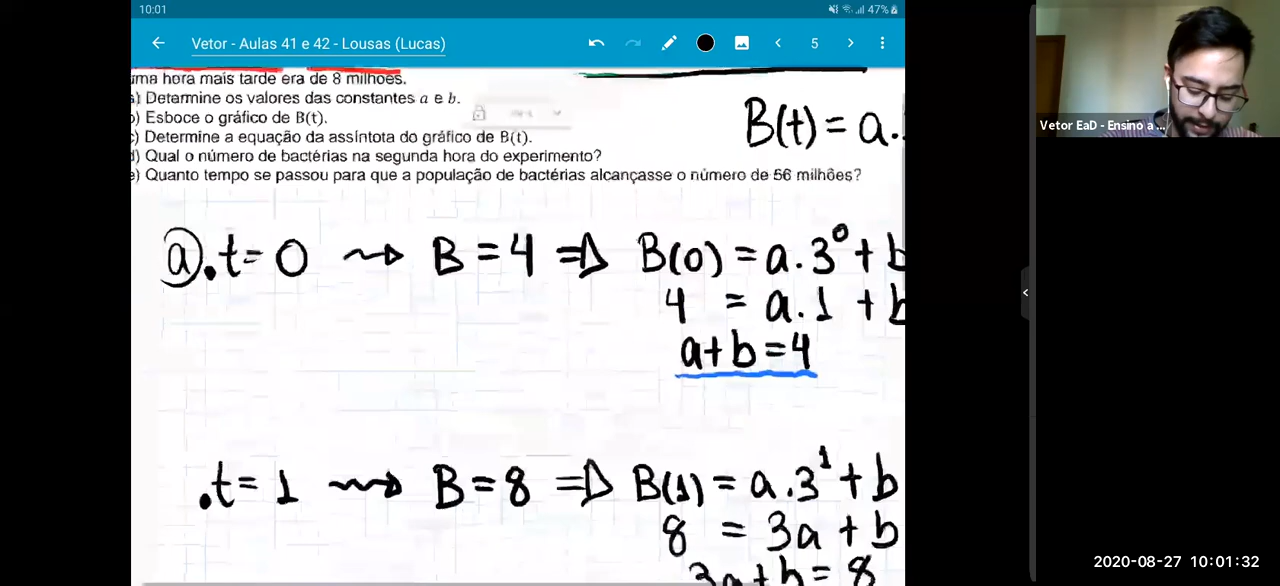 10:01
47%
Vetor - Aulas 41 e 42 - Lousas (Lucas)
5
uma hora mais tarde era de 8 milhões.
a) Determine os valores das constantes a e b.
b) Esboce o gráfico de B(t).
c) Determine a equação da assíntota do gráfico de B(t).
d) Qual o número de bactérias na segunda hora do experimento?
e) Quanto tempo se passou para que a população de bactérias alcançasse o número de 56 milhões?
B(t) = a.
a) . t = 0 ⇝ B = 4 ⇒ B(0) = a.3⁰ + b
4 = a.1 + b
a+b=4
. t = 1 ⇝ B = 8 ⇒ B(1) = a.3¹ + b
8 = 3a + b
3a+b = 8
Vetor EaD - Ensino a ...
2020-08-27 10:01:32